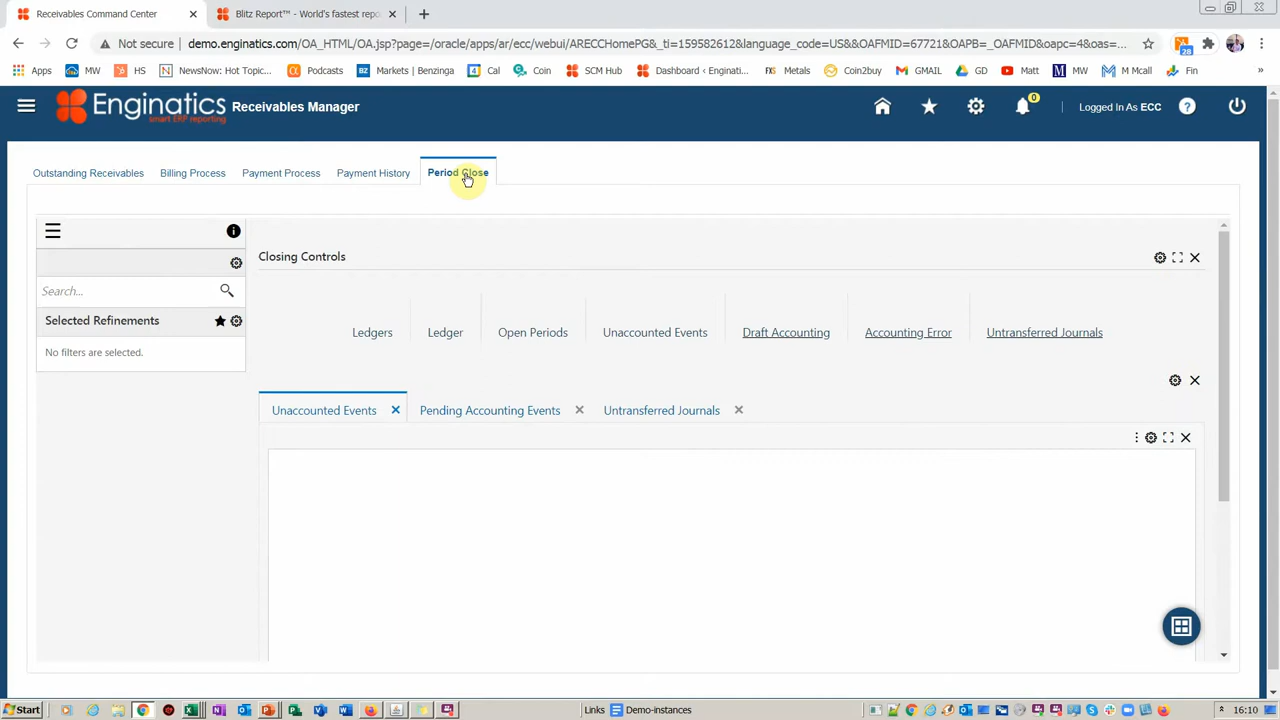 Receivables Command Center
Blitz Report™ - World's fastest repo
Not secure
demo.enginatics.com/OA_HTML/OA.jsp?page=/oracle/apps/ar/ecc/webui/ARECCHomePG&_ti=159582612&language_code=US&&OAFMID=67721&OAPB=_OAFMID&oapc=4&oas=...
28
Apps
MW
HS
NewsNow: Hot Topic...
Podcasts
Markets | Benzinga
Cal
Coin
SCM Hub
Dashboard ‹ Enginati...
FXS Metals
Coin2buy
GMAIL
GD
Matt
MW
M Mcall
Fin
»
Enginatics
smart ERP reporting
Receivables Manager
0
Logged In As ECC
?
Outstanding Receivables
Billing Process
Payment Process
Payment History
Period Close
Search...
Selected Refinements
No filters are selected.
Closing Controls
Ledgers
Ledger
Open Periods
Unaccounted Events
Draft Accounting
Accounting Error
Untransferred Journals
Unaccounted Events
Pending Accounting Events
Untransferred Journals
Start
Links
Demo-instances
16:10